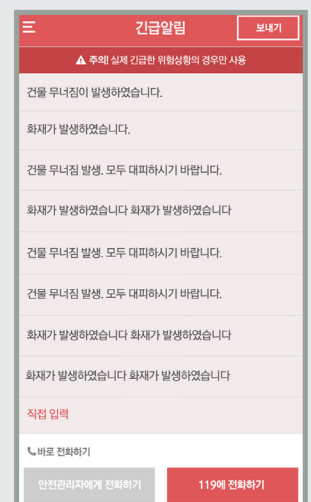 긴급알림
보내기
주의! 실제 긴급한 위험상황의 경우만 사용
건물 무너짐이 발생하였습니다.
화재가 발생하였습니다.
건물 무너짐 발생. 모두 대피하시기 바랍니다.
화재가 발생하였습니다 화재가 발생하였습니다
건물 무너짐 발생. 모두 대피하시기 바랍니다.
건물 무너짐 발생. 모두 대피하시기 바랍니다.
화재가 발생하였습니다 화재가 발생하였습니다
화재가 발생하였습니다 화재가 발생하였습니다
직접 입력
바로 전화하기
안전관리자에게 전화하기
119에 전화하기